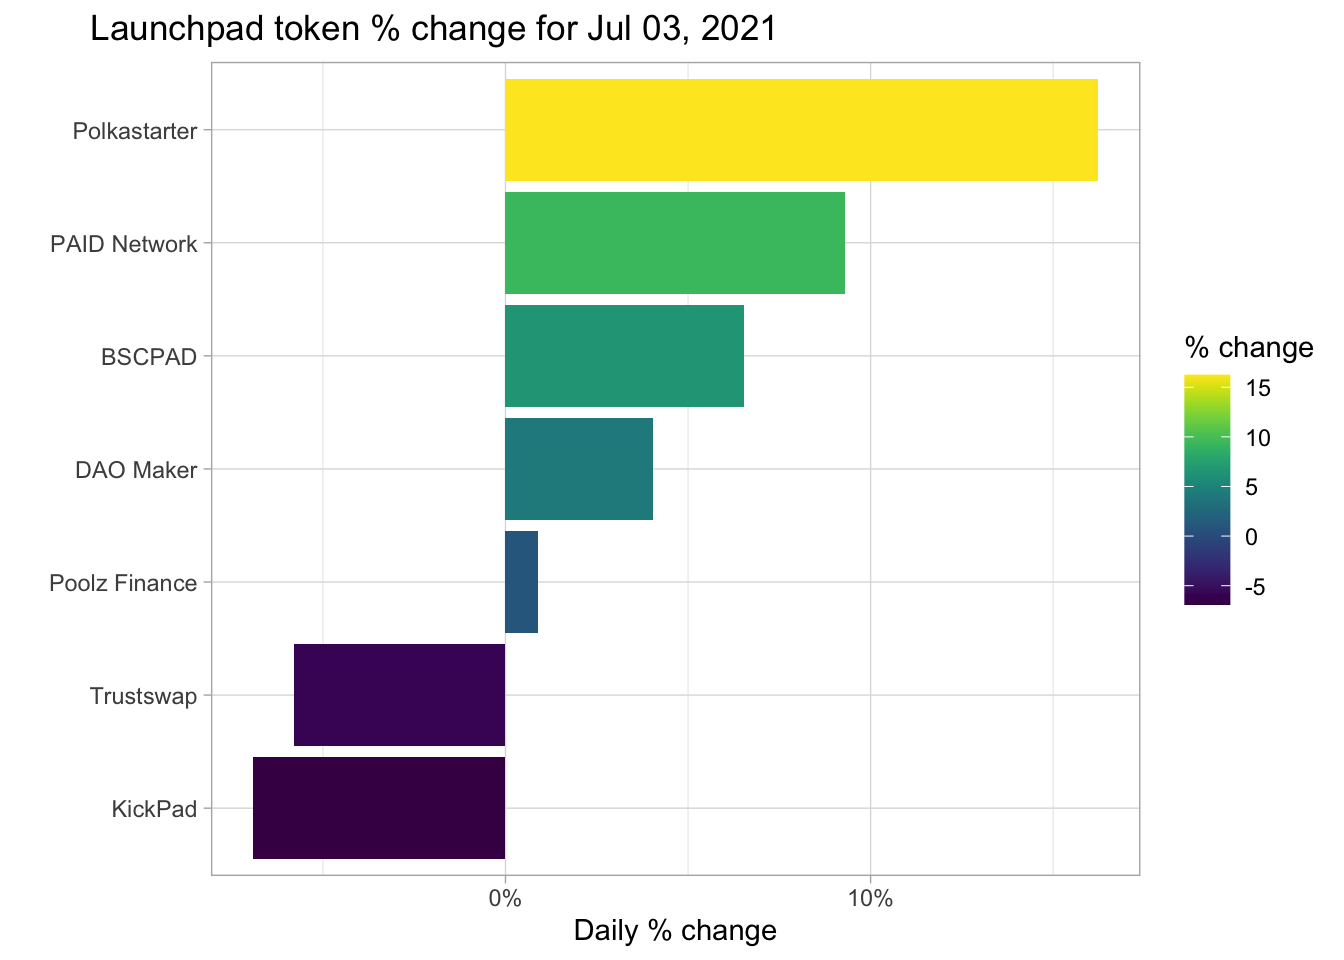 Launchpad token % change for Jul 03, 2021
Polkastarter
PAID Network
BSCPAD
DAO Maker
Poolz Finance
Trustswap
KickPad
0%
10%
Daily % change
% change
15
10
5
0
-5